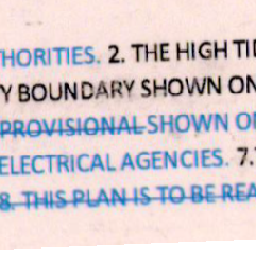 THORITIES. 2. THE HIGH TID
Y BOUNDARY SHOWN ON
PROVISIONAL SHOWN ON
ELECTRICAL AGENCIES. 7.
8. THIS PLAN IS TO BE REA